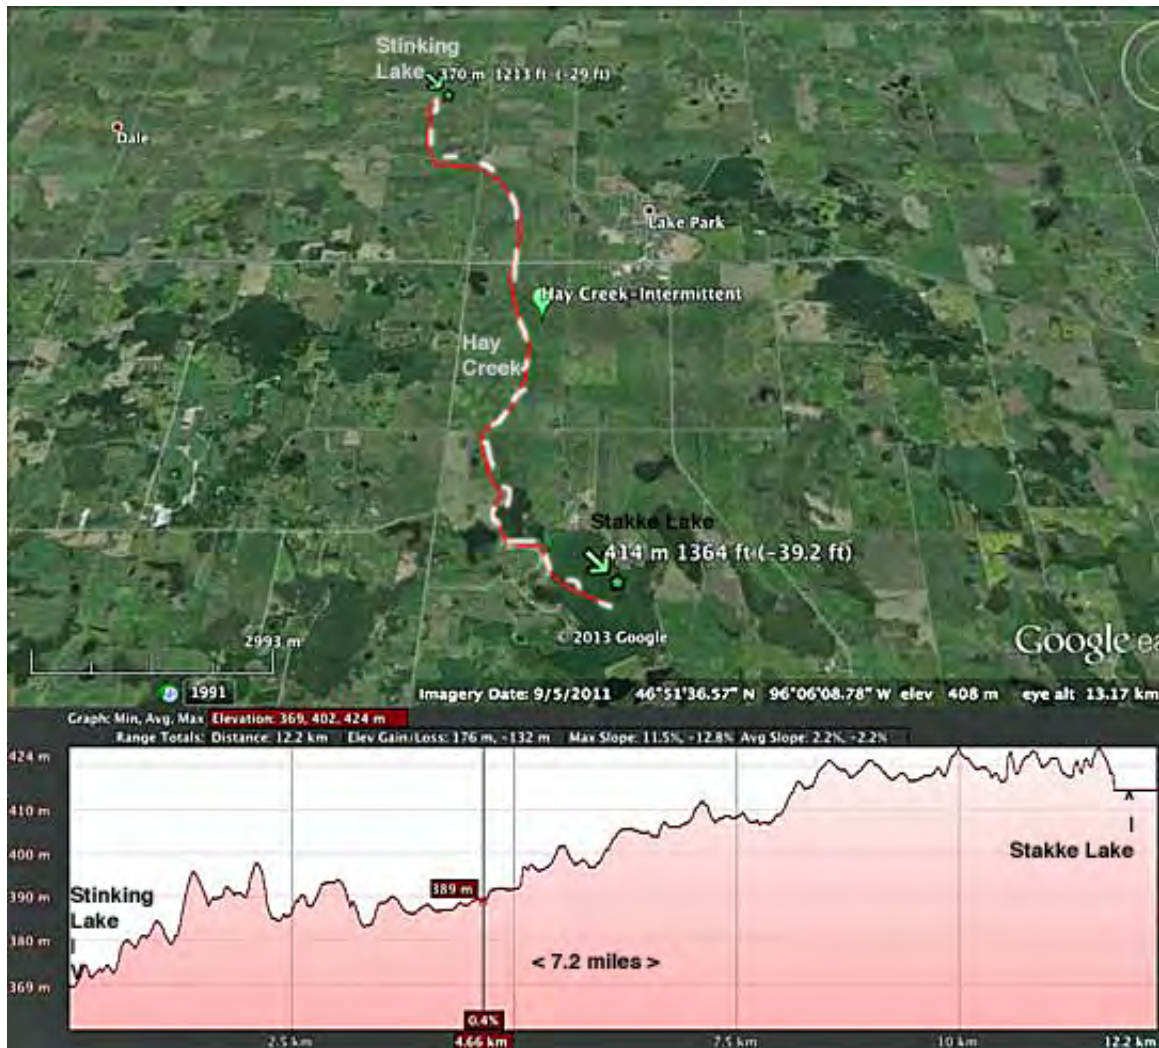 Stinking
Lake 370 m 1213 ft (-29 ft)
Dale
Lake Park
Hay Creek-Intermittent
Hay
Creek
Stakke Lake
414 m 1364 ft (-39.2 ft)
2993 m
© 2013 Google
Google ea
1991
Imagery Date: 9/5/2011 46°51'36.57" N 96°06'08.78" W elev 408 m eye alt 13.17 km
Graph: Min, Avg, Max Elevation: 369, 402, 424 m
Range Totals: Distance: 12.2 km Elev Gain/Loss: 176 m, -132 m Max Slope: 11.5%, -12.8% Avg Slope: 2.2%, -2.2%
424 m
410 m
400 m
390 m
380 m
369 m
389 m
Stinking
Lake
Stakke Lake
< 7.2 miles >
0.4%
2.5 km
4.66 km
7.5 km
10 km
12.2 km